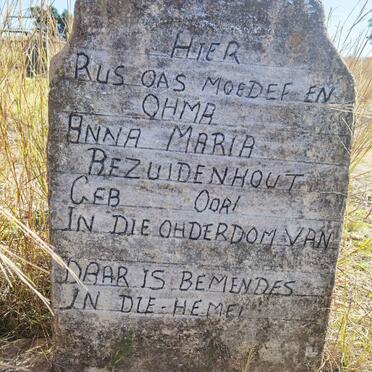 HIER
RUS OAS MOEDEF EN
OHMA
ANNA MARIA
BEZUIDENHOUT
GEB OORI
IN DIE OHDERDOM VAN
DAAR IS BEMENDES
IN DIE-HEMEL